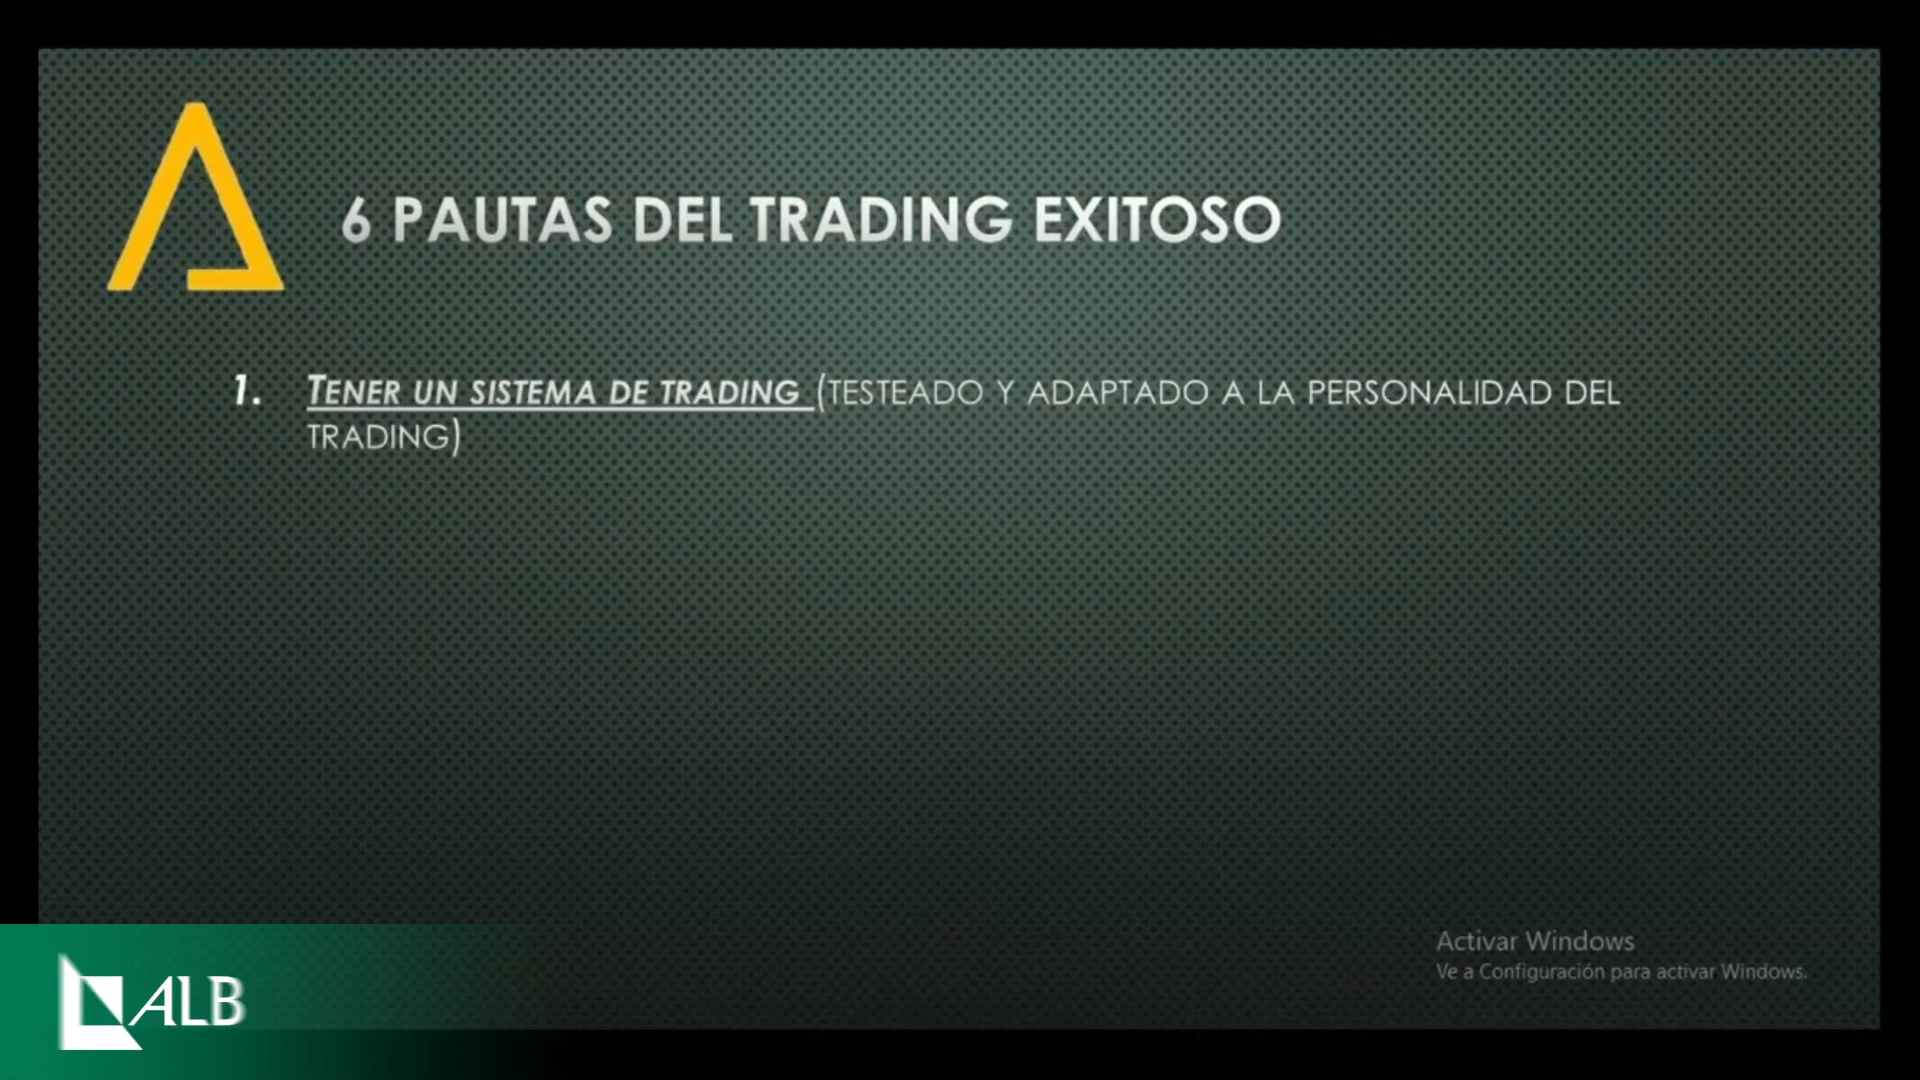 6 PAUTAS DEL TRADING EXITOSO
1. TENER UN SISTEMA DE TRADING (TESTEADO Y ADAPTADO A LA PERSONALIDAD DEL
TRADING)
Activar Windows
Ve a Configuración para activar Windows.
ALB